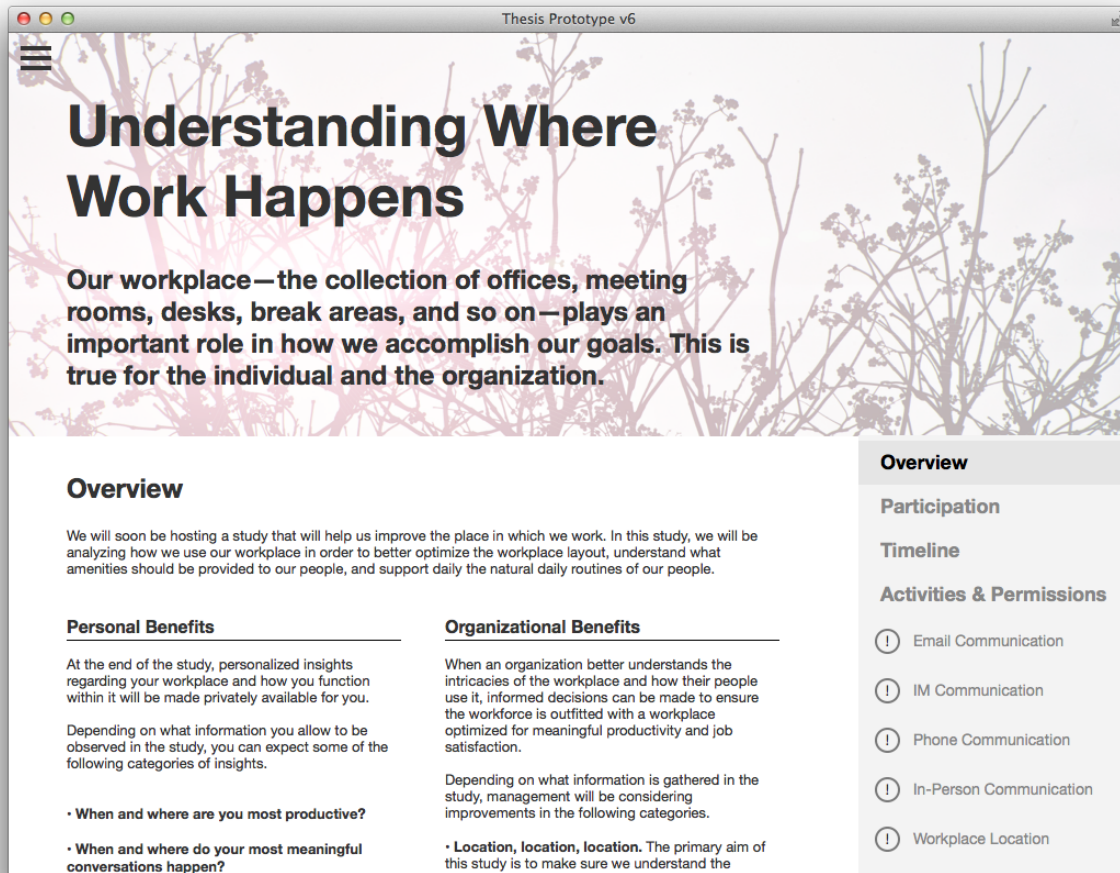 Thesis Prototype v6
Understanding Where
Work Happens
Our workplace—the collection of offices, meeting
rooms, desks, break areas, and so on—plays an
important role in how we accomplish our goals. This is
true for the individual and the organization.
Overview
We will soon be hosting a study that will help us improve the place in which we work. In this study, we will be
analyzing how we use our workplace in order to better optimize the workplace layout, understand what
amenities should be provided to our people, and support daily the natural daily routines of our people.
Personal Benefits
At the end of the study, personalized insights
regarding your workplace and how you function
within it will be made privately available for you.
Depending on what information you allow to be
observed in the study, you can expect some of the
following categories of insights.
• When and where are you most productive?
• When and where do your most meaningful
conversations happen?
Organizational Benefits
When an organization better understands the
intricacies of the workplace and how their people
use it, informed decisions can be made to ensure
the workforce is outfitted with a workplace
optimized for meaningful productivity and job
satisfaction.
Depending on what information is gathered in the
study, management will be considering
improvements in the following categories.
• Location, location, location. The primary aim of
this study is to make sure we understand the
Overview
Participation
Timeline
Activities & Permissions
! Email Communication
! IM Communication
! Phone Communication
! In-Person Communication
! Workplace Location